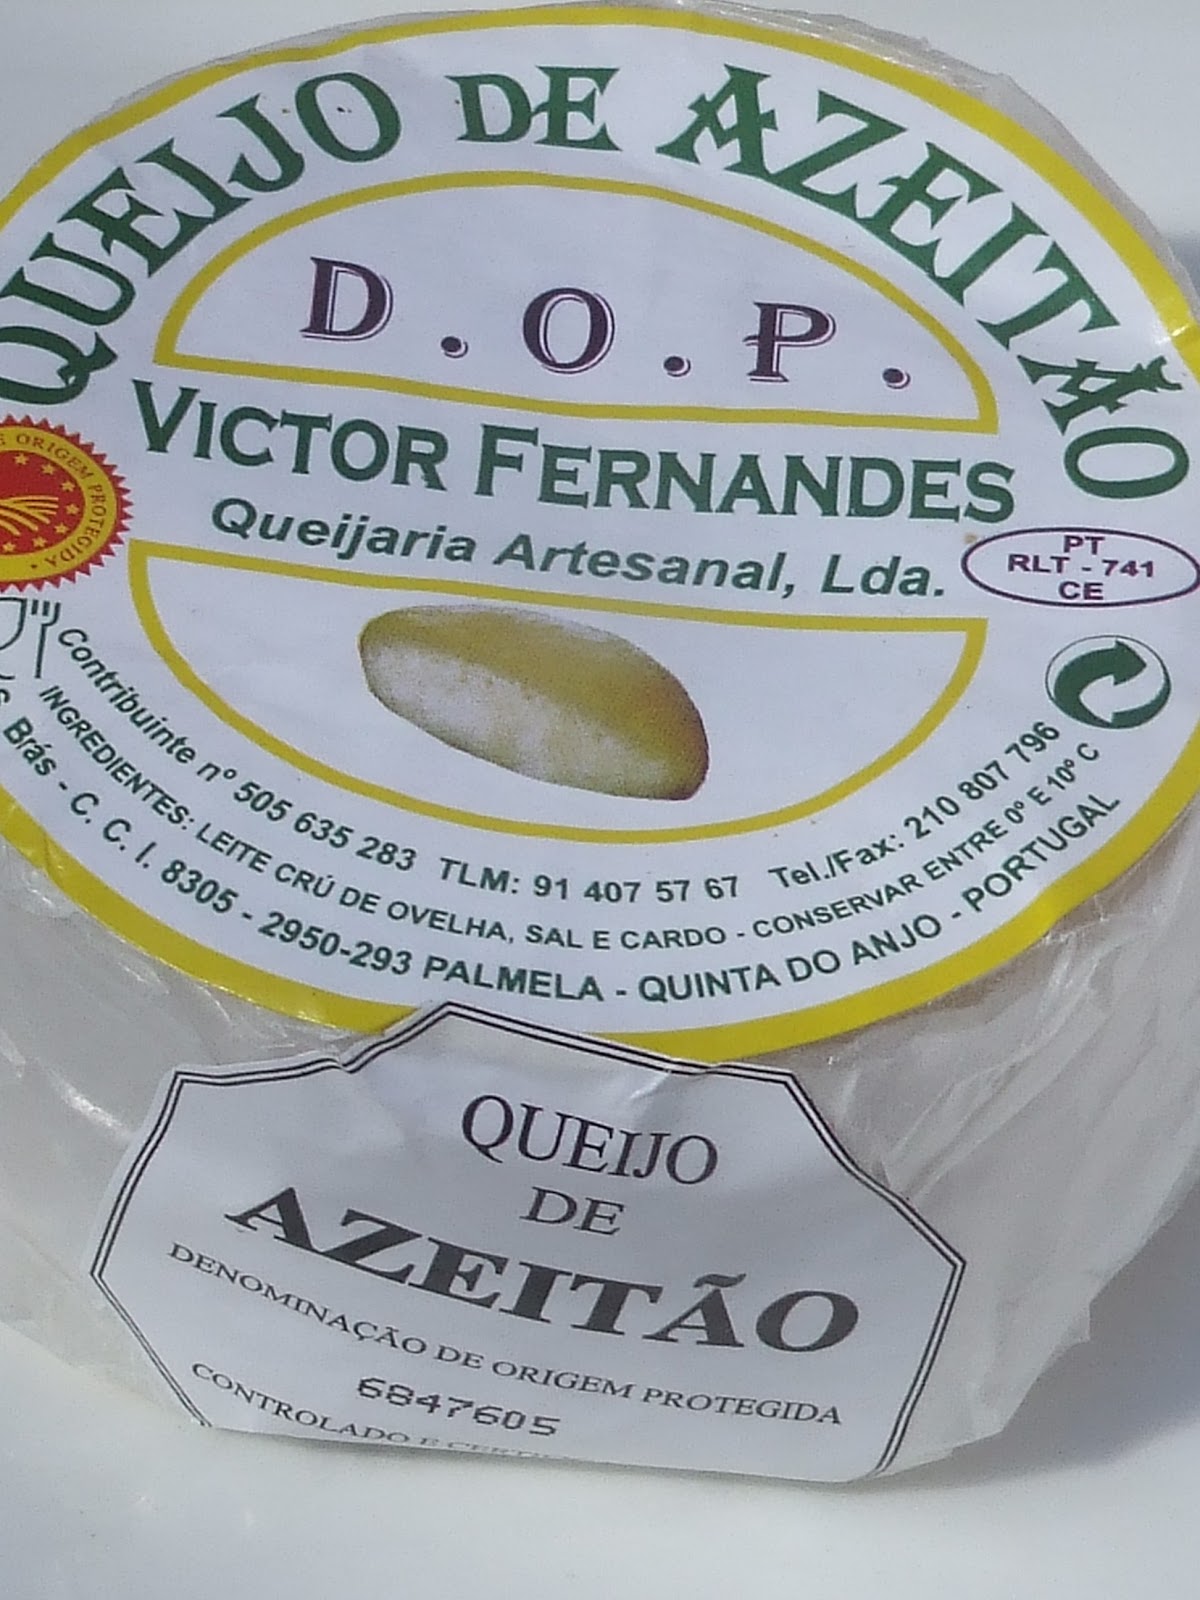 QUEIJO DE AZEITÃO
D.O.P.
VICTOR FERNANDES
Queijaria Artesanal, Lda.
ORIGEM PROTEGIDA
PT
RLT - 741
CE
Contribuinte nº 505 635 283 TLM: 91 407 57 67 Tel./Fax: 210 807 796
INGREDIENTES: LEITE CRÚ DE OVELHA, SAL E CARDO - CONSERVAR ENTRE 0º E 10º C
Brás - C. C. I. 8305 - 2950-293 PALMELA - QUINTA DO ANJO - PORTUGAL
QUEIJO
DE
AZEITÃO
DENOMINAÇÃO DE ORIGEM PROTEGIDA
6847605
CONTROLADO E